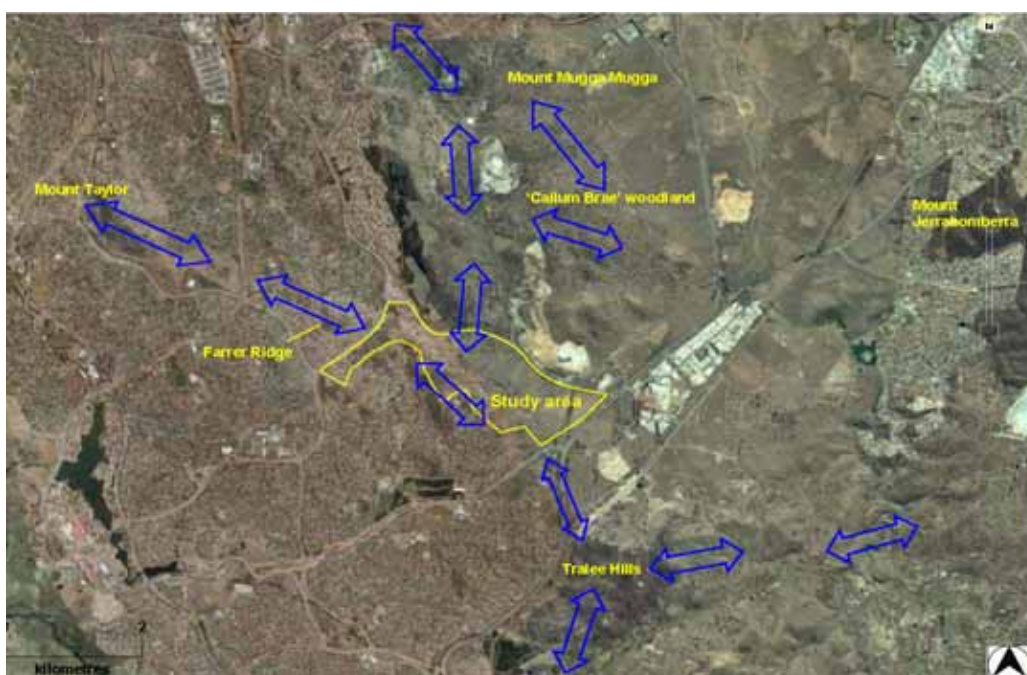 Mount Mugga Mugga
Mount Taylor
'Callum Brae' woodland
Mount
Jerrabomberra
Farrer Ridge
Study area
Tralee Hills
2
kilometres